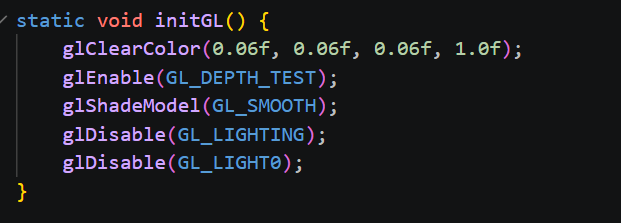 static void initGL() {
    glClearColor(0.06f, 0.06f, 0.06f, 1.0f);
    glEnable(GL_DEPTH_TEST);
    glShadeModel(GL_SMOOTH);
    glDisable(GL_LIGHTING);
    glDisable(GL_LIGHT0);
}